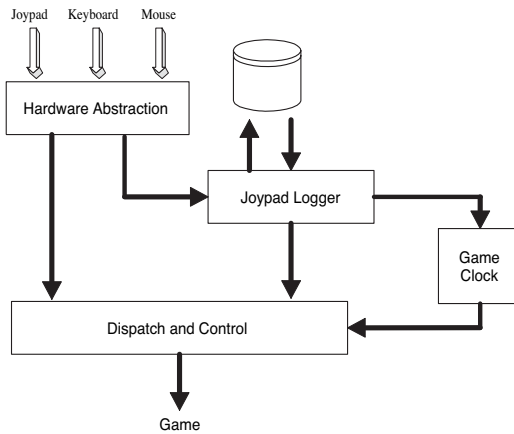 Joypad Keyboard Mouse
Hardware Abstraction
Joypad Logger
Game
Clock
Dispatch and Control
Game